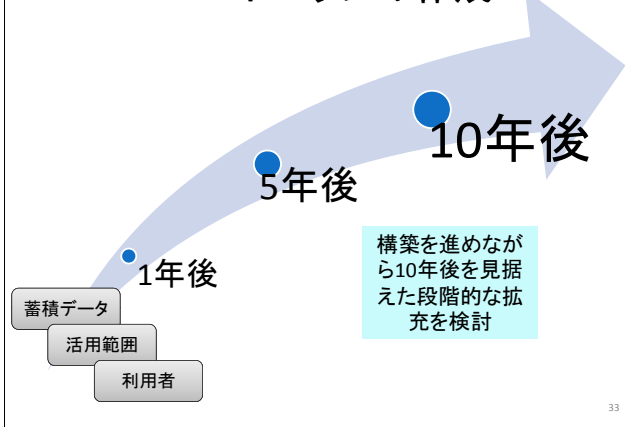 10年後
5年後
1年後
構築を進めなが
ら10年後を見据
えた段階的な拡
充を検討
蓄積データ
活用範囲
利用者
33